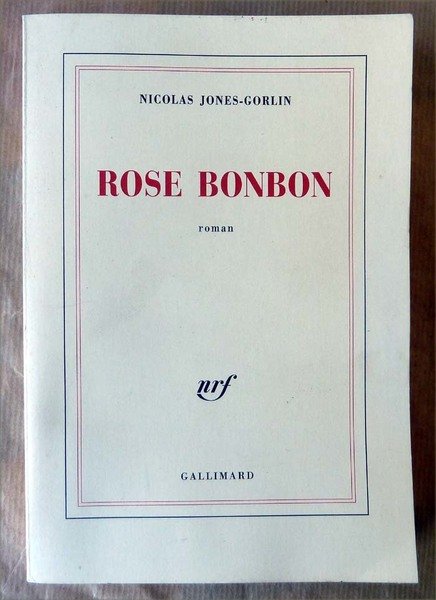 NICOLAS JONES-GORLIN
ROSE BONBON
roman
nrf
GALLIMARD